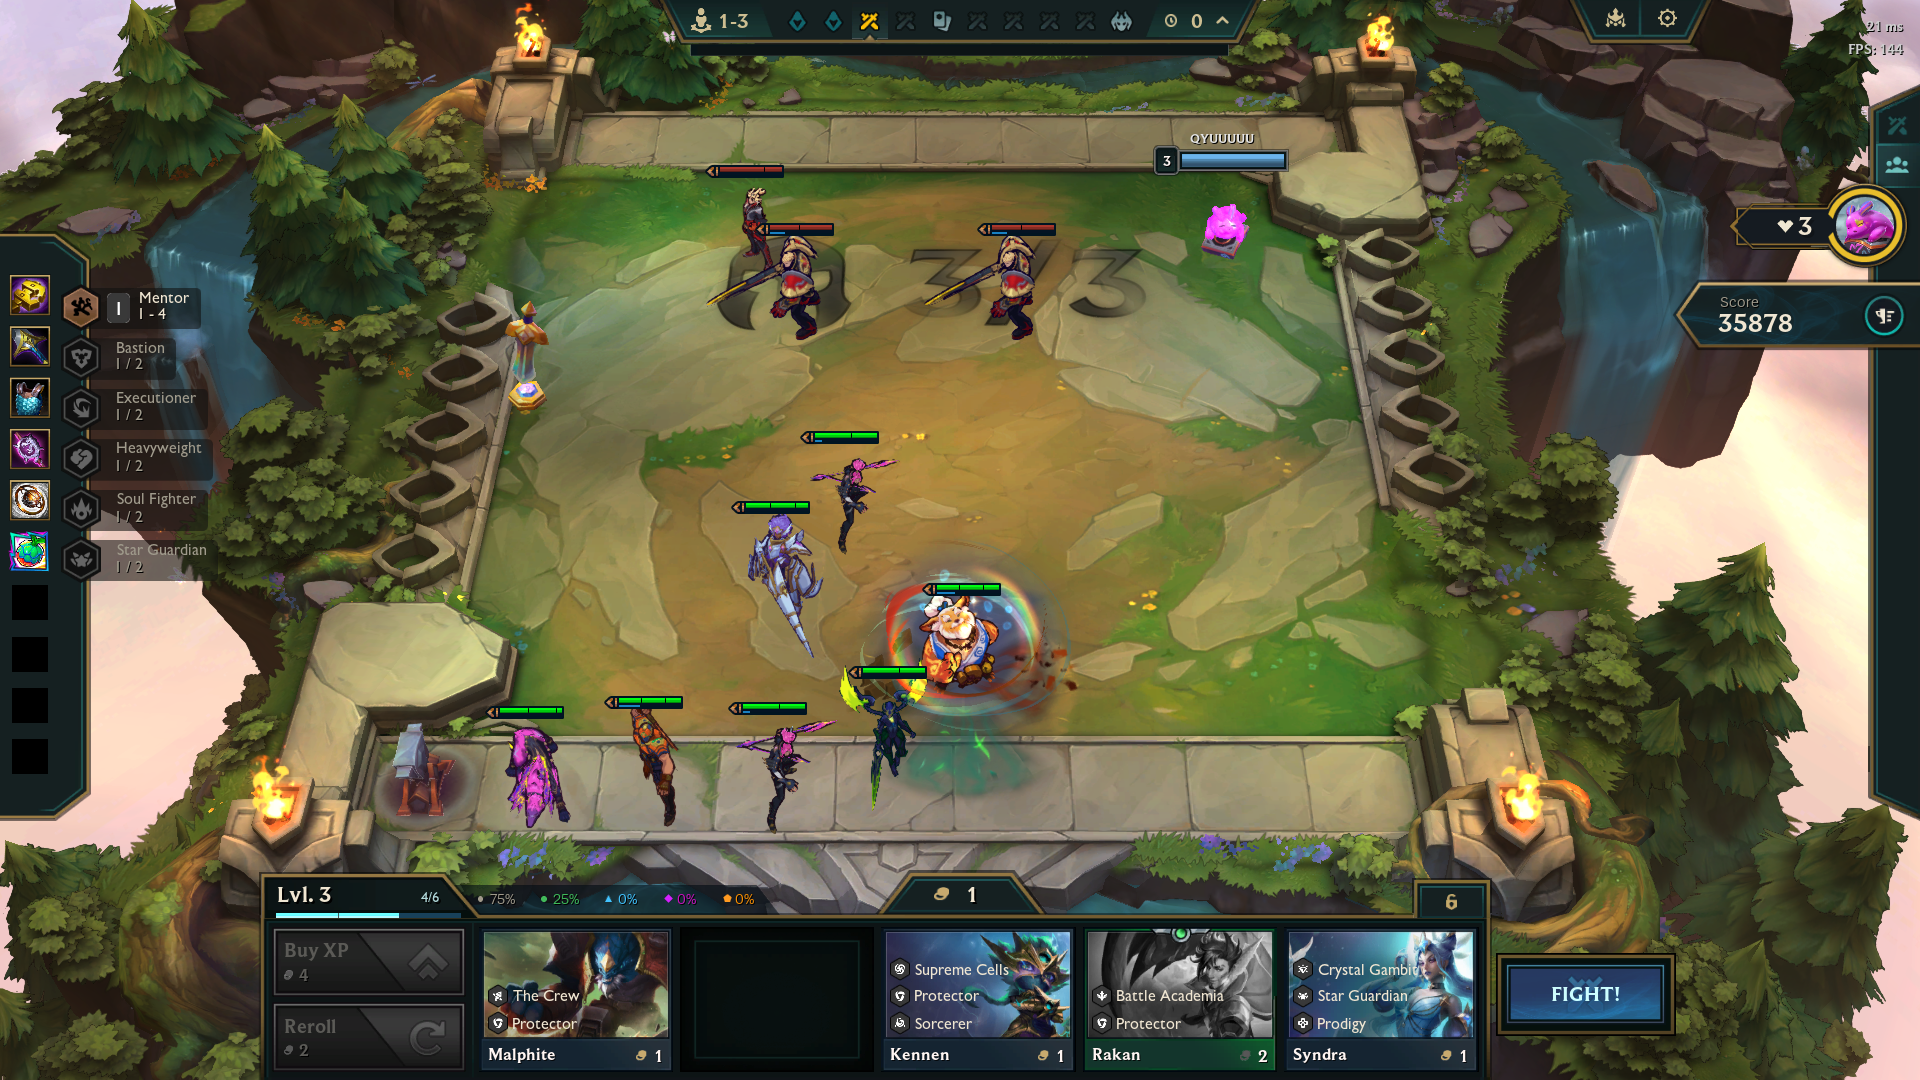 1-3
0
21 ms
FPS: 144
QYUUUUU
3
3/3
3
Score
35878
I
Mentor
1 - 4
Bastion
1 / 2
Executioner
1 / 2
Heavyweight
1 / 2
Soul Fighter
1 / 2
Star Guardian
1 / 2
Lvl. 3
4/6
75%
25%
0%
0%
0%
1
6
Buy XP
4
Reroll
2
The Crew
Protector
Malphite
1
Supreme Cells
Protector
Sorcerer
Kennen
1
Battle Academia
Protector
Rakan
2
Crystal Gambit
Star Guardian
Prodigy
Syndra
1
FIGHT!